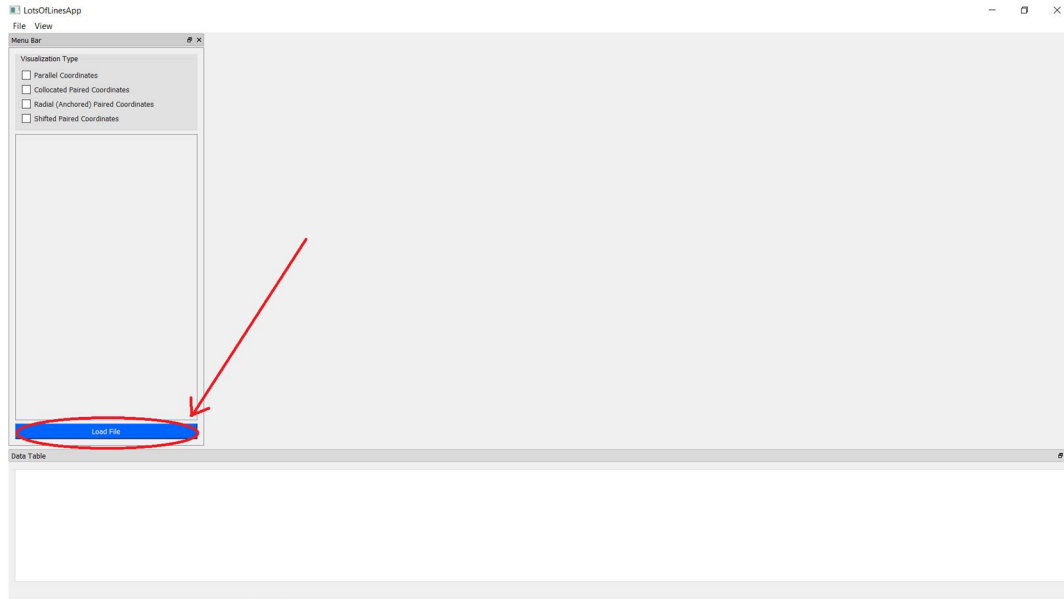 LotsOfLinesApp
File View
Menu Bar
Visualization Type
Parallel Coordinates
Collocated Paired Coordinates
Radial (Anchored) Paired Coordinates
Shifted Paired Coordinates
Load File
Data Table